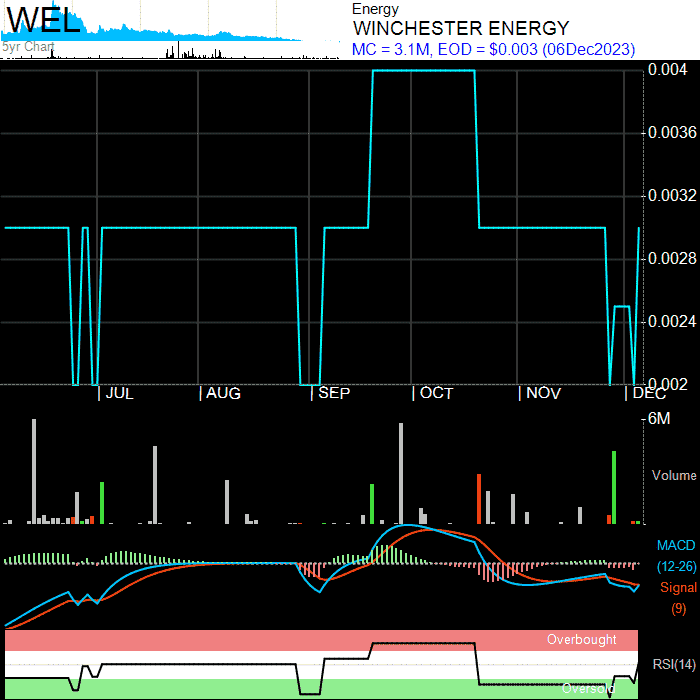 WEL
5yr Chart
Energy
WINCHESTER ENERGY
MC = 3.1M, EOD = $0.003 (06Dec2023)
0.004
0.0036
0.0032
0.0028
0.0024
0.002
JUL AUG SEP OCT NOV DEC
6M
Volume
MACD
(12-26)
Signal
(9)
Overbought
RSI(14)
Oversold